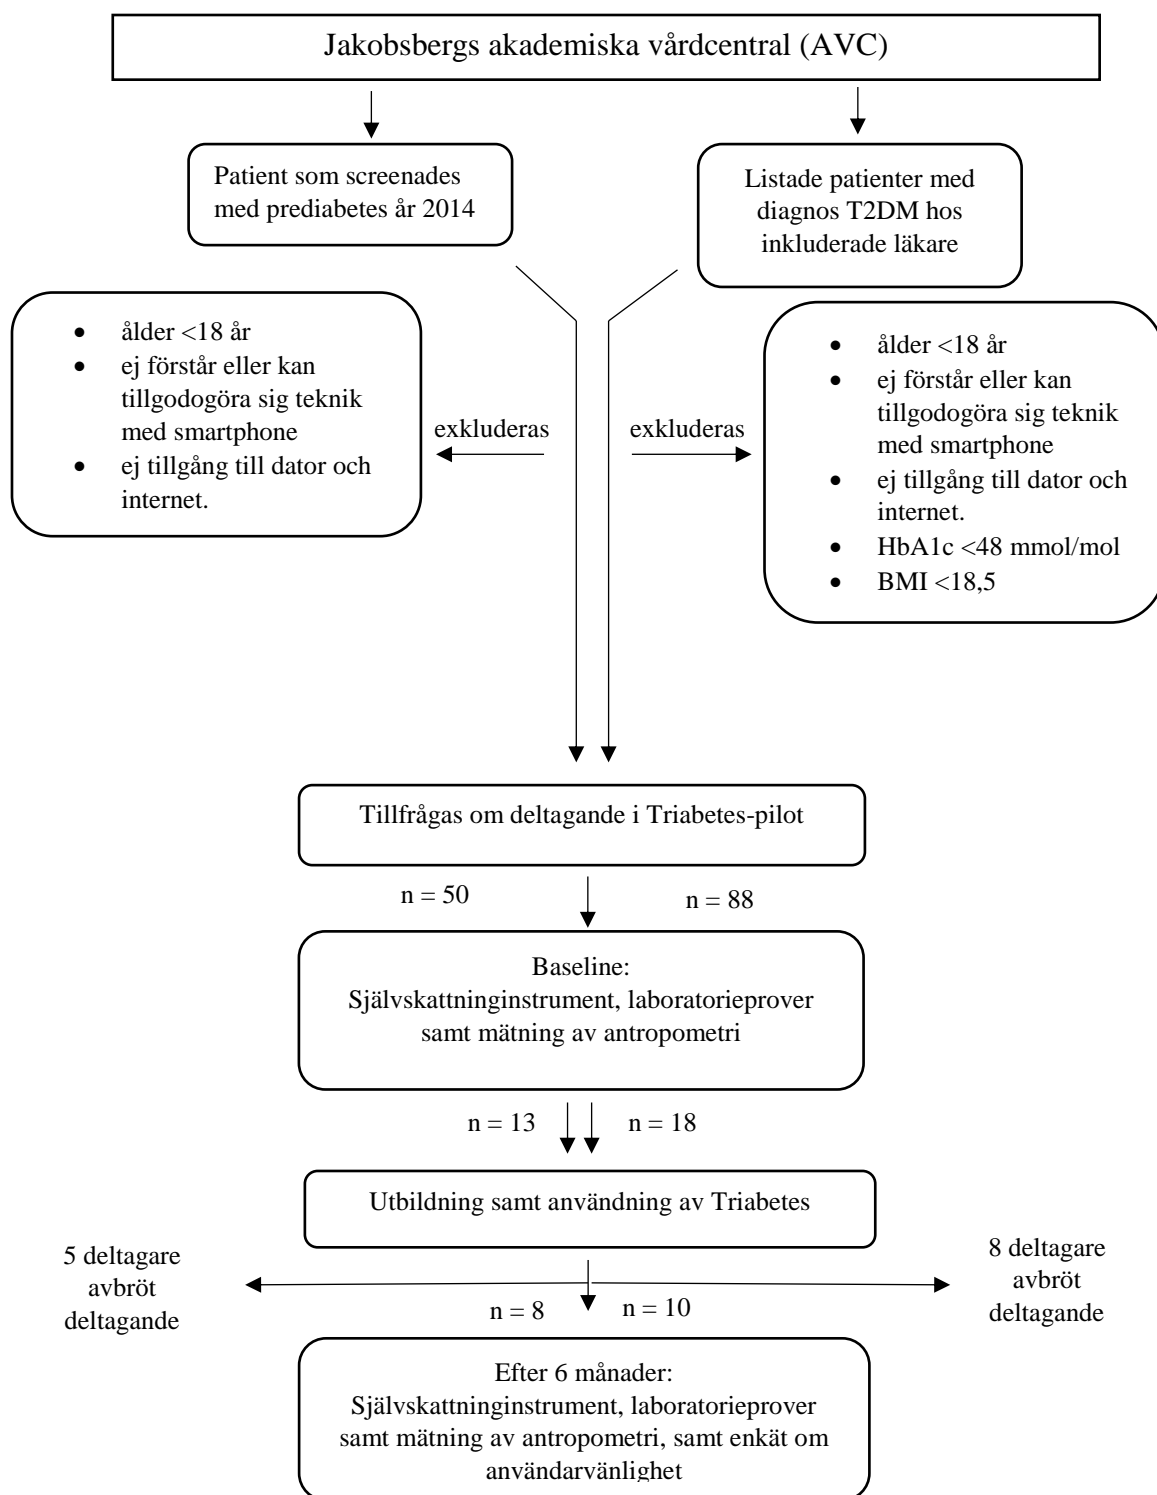 Jakobsbergs akademiska vårdcentral (AVC)
Patient som screenades
med prediabetes år 2014
Listade patienter med
diagnos T2DM hos
inkluderade läkare
• ålder <18 år
• ej förstår eller kan
tillgodogöra sig teknik
med smartphone
• ej tillgång till dator och
internet.
exkluderas
exkluderas
• ålder <18 år
• ej förstår eller kan
tillgodogöra sig teknik
med smartphone
• ej tillgång till dator och
internet.
• HbA1c <48 mmol/mol
• BMI <18,5
Tillfrågas om deltagande i Triabetes-pilot
n = 50
n = 88
Baseline:
Självskattninginstrument, laboratorieprover
samt mätning av antropometri
n = 13
n = 18
Utbildning samt användning av Triabetes
5 deltagare
avbröt
deltagande
8 deltagare
avbröt
deltagande
n = 8
n = 10
Efter 6 månader:
Självskattninginstrument, laboratorieprover
samt mätning av antropometri, samt enkät om
användarvänlighet